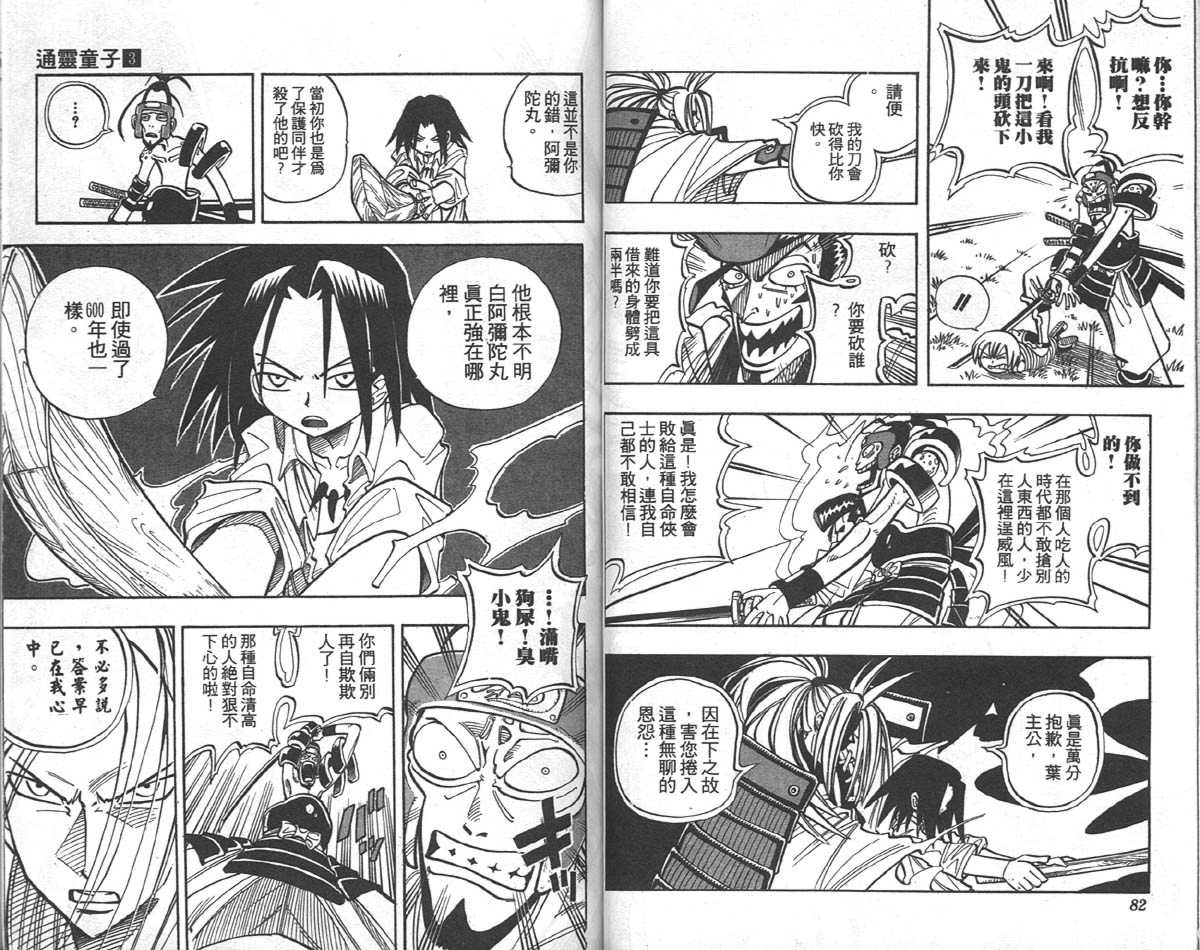 你…你幹
嘛？想反
抗啊！
來啊！看我
一刀把這小
鬼的頭砍下
來！
〃
請便
。
我的刀會
砍得比你
快。
砍？
你要砍誰
？
難道你要把這具
借來的身體劈成
兩半嗎？
你做不到
的！
在那個人吃人的
時代都不敢搶別
人東西的人，少
在這裡逞威風！
真是！我怎麼會
敗給這種自命俠
士的人，連我自
己都不敢相信！
真是萬分
抱歉，葉
主公，
因在下之故
，害您捲入
這種無聊的
恩怨…
82
通靈童子3
這並不是你
的錯，阿彌
陀丸。
當初你也是為
了保護同伴才
殺了他的吧？
…？
他根本不明
白阿彌陀丸
真正強在哪
裡，
即使過了
600年也一
樣。
…！滿嘴
狗屎！臭
小鬼！
キッ
你們倆別
再自欺欺
人了！
那種自命清高
的人絕對狠不
下心的啦！
不必多說
，答案早
已在我心
中。